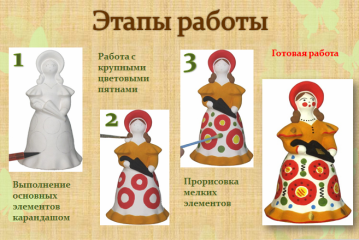 Этапы работы
1
Выполнение
основных
элементов
карандашом
Работа с
крупными
цветовыми
пятнами
2
3
Прорисовка
мелких
элементов
Готовая работа